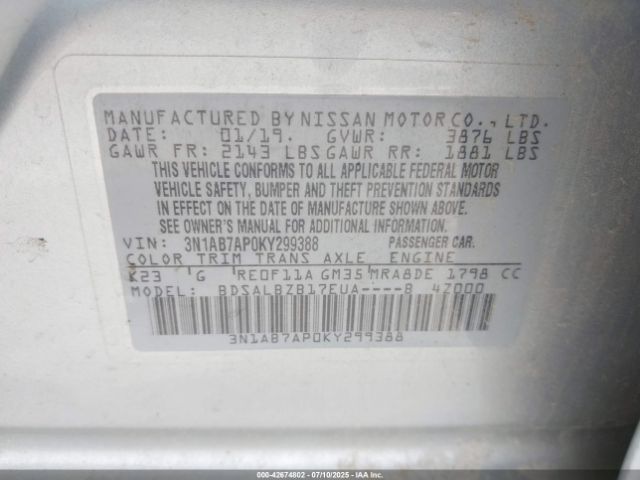 MANUFACTURED BY NISSAN MOTOR CO., LTD.
DATE: 01/19. GVWR: 3876 LBS
GAWR FR: 2143 LBS GAWR RR: 1881 LBS
THIS VEHICLE CONFORMS TO ALL APPLICABLE FEDERAL MOTOR
VEHICLE SAFETY, BUMPER AND THEFT PREVENTION STANDARDS
IN EFFECT ON THE DATE OF MANUFACTURE SHOWN ABOVE.
SEE OWNER'S MANUAL FOR ADDITIONAL INFORMATION.
VIN: 3N1AB7AP0KY299388 PASSENGER CAR.
COLOR TRIM TRANS AXLE ENGINE
K23 G RE0F11A GM35 MRA8DE 1798 CC
MODEL: BDSALBZB17EUA----B 4Z000
3N1AB7AP0KY299388
000-42674802 - 07/10/2025 - IAAI, Inc.